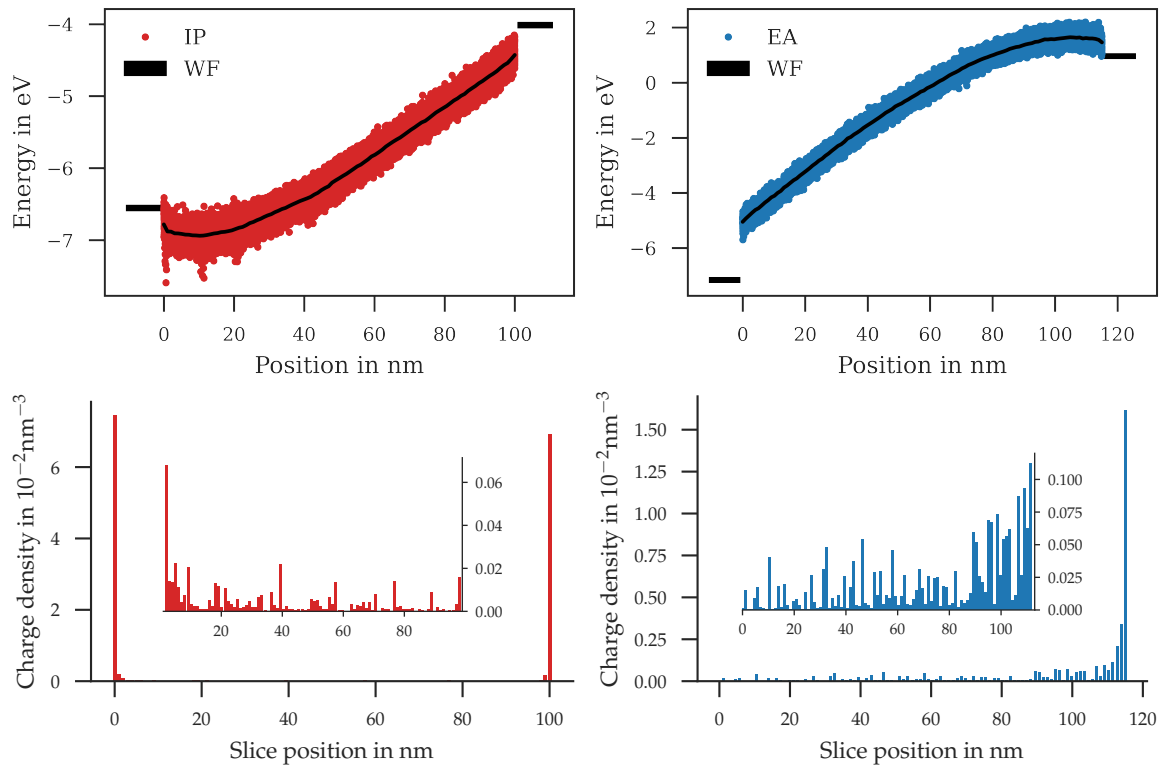 −4
−5
−6
−7
Energy in eV
IP
WF
0 20 40 60 80 100
Position in nm
2
0
−2
−4
−6
Energy in eV
EA
WF
0 20 40 60 80 100 120
Position in nm
6
4
2
0
Charge density in 10−2nm−3
0.06
0.04
0.02
0.00
20 40 60 80
0 20 40 60 80 100
Slice position in nm
1.50
1.25
1.00
0.75
0.50
0.25
0.00
Charge density in 10−2nm−3
0.100
0.075
0.050
0.025
0.000
0 20 40 60 80 100
0 20 40 60 80 100 120
Slice position in nm